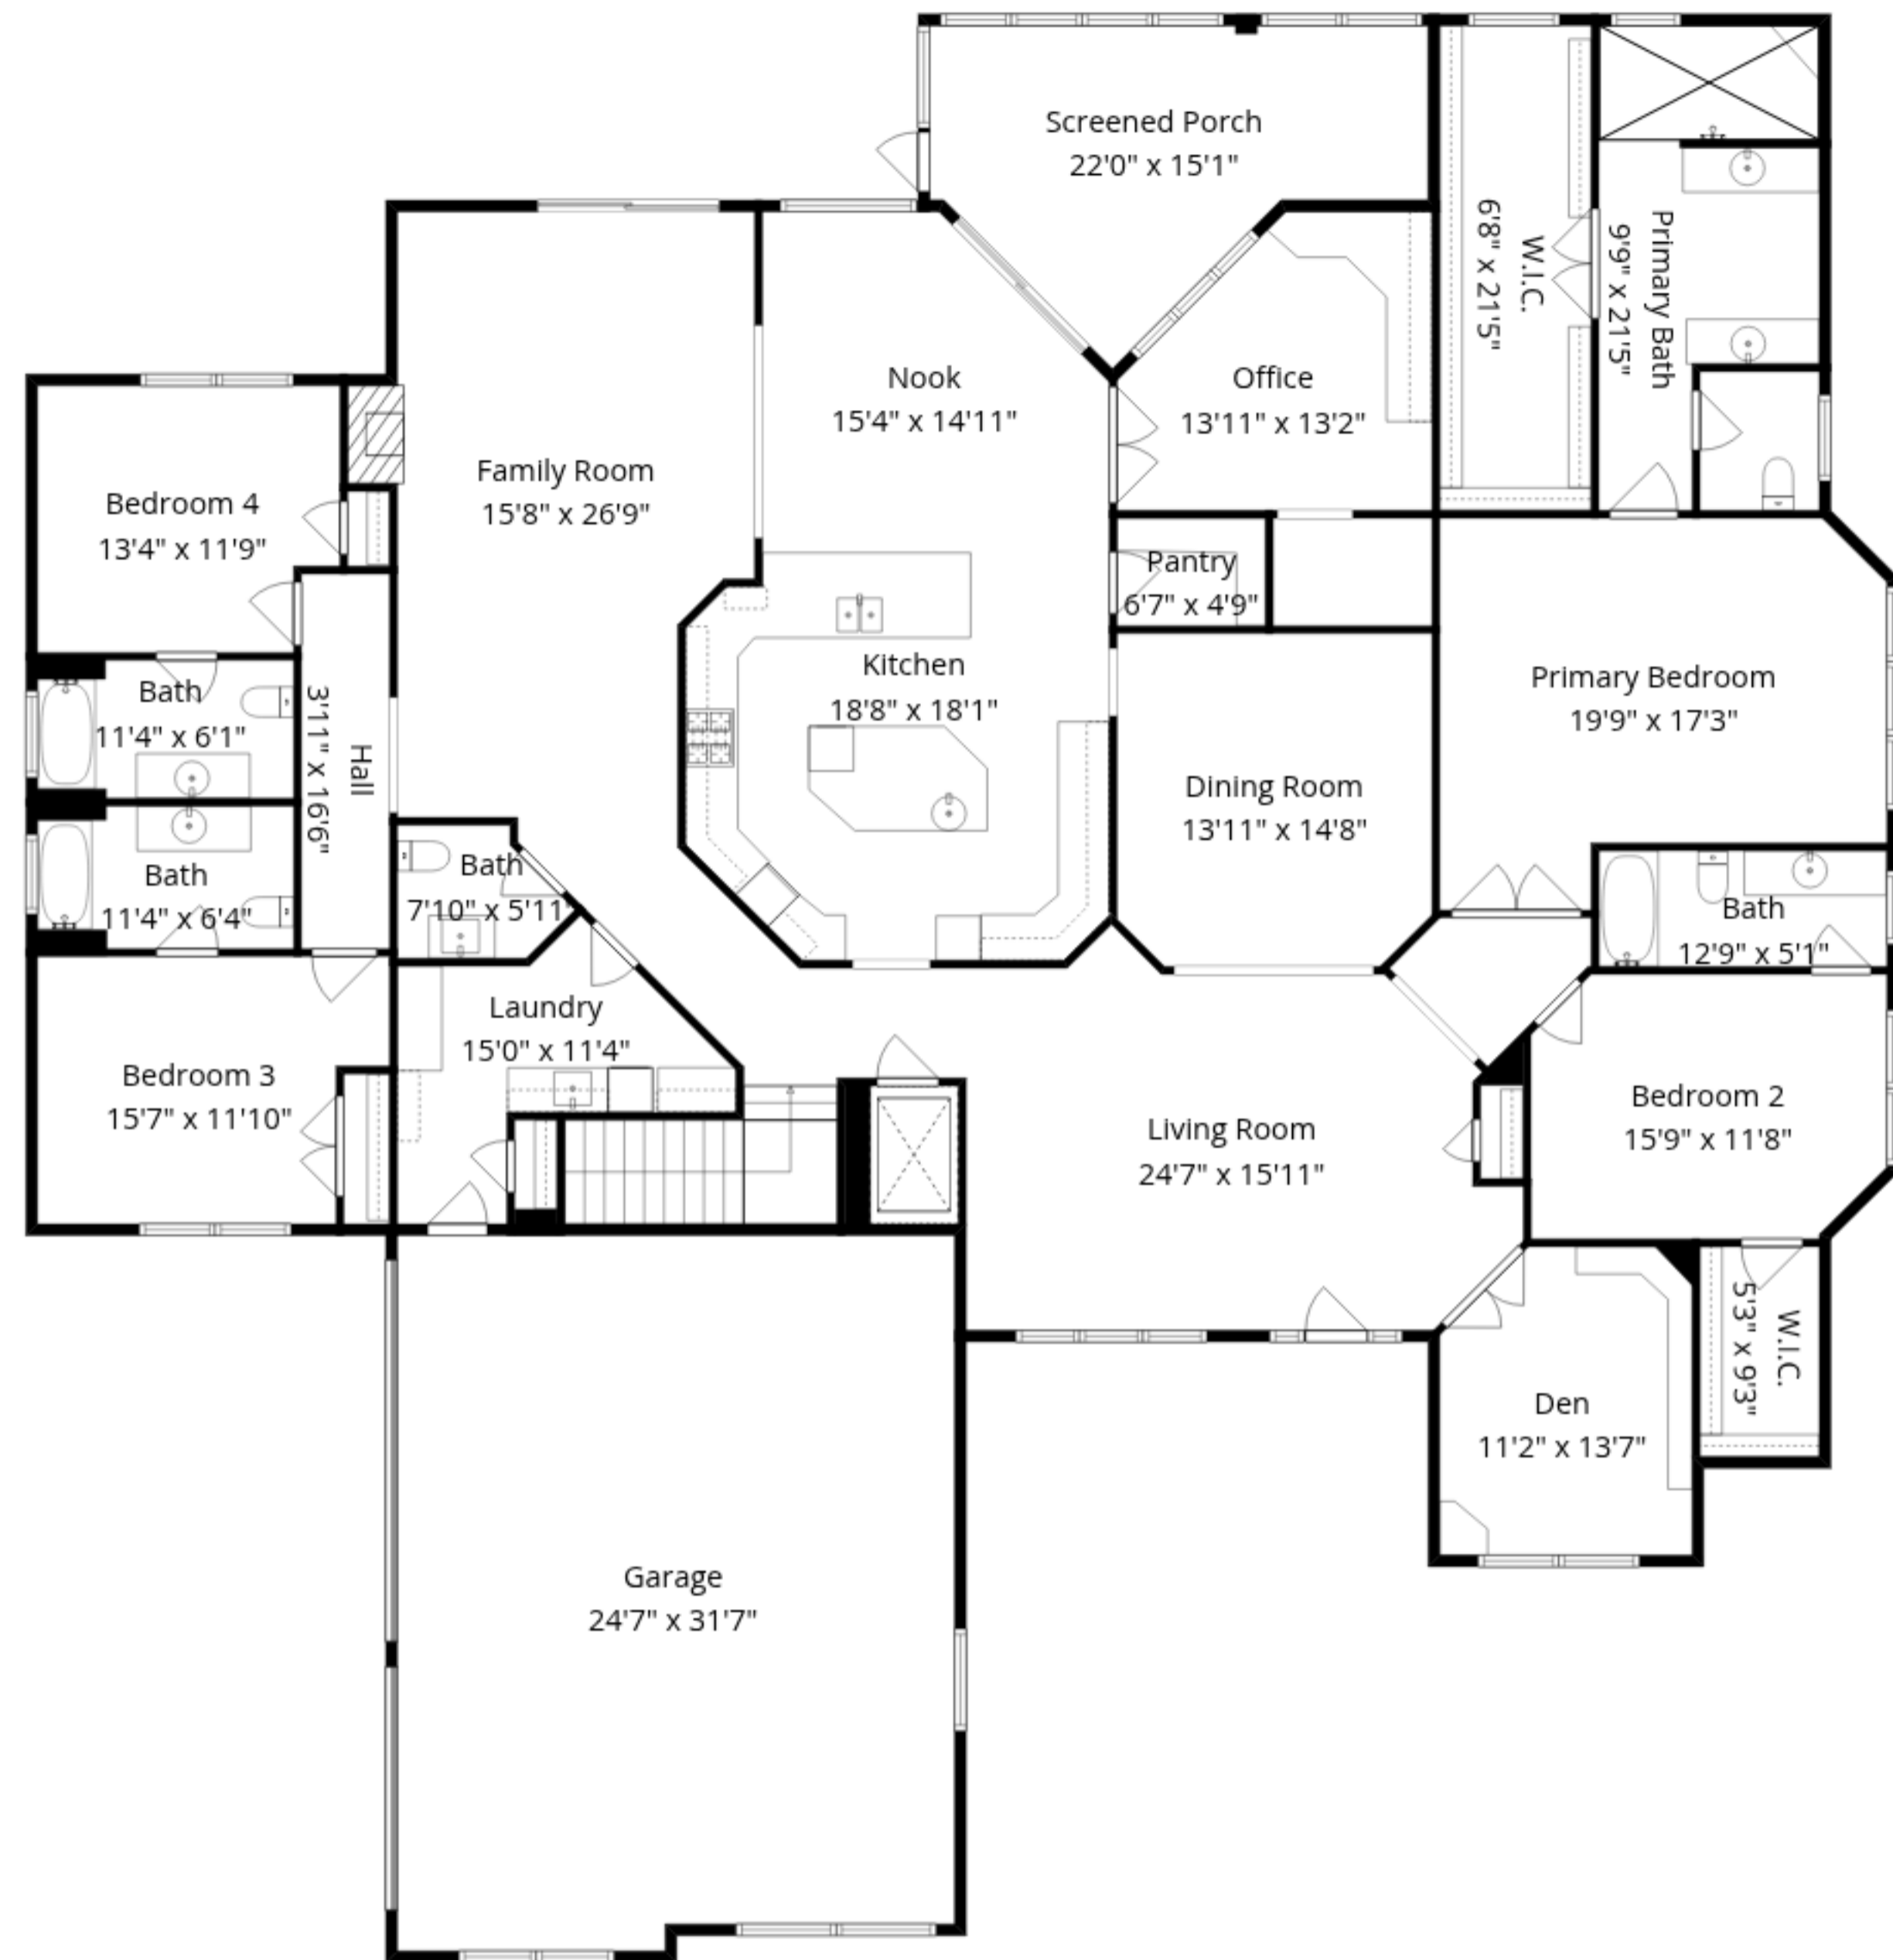 Screened Porch
22'0" x 15'1"
W.I.C.
6'8" x 21'5"
Primary Bath
9'9" x 21'5"
Nook
15'4" x 14'11"
Office
13'11" x 13'2"
Family Room
15'8" x 26'9"
Bedroom 4
13'4" x 11'9"
Pantry
6'7" x 4'9"
Kitchen
18'8" x 18'1"
Primary Bedroom
19'9" x 17'3"
Bath
11'4" x 6'1"
Hall
3'11" x 16'6"
Dining Room
13'11" x 14'8"
Bath
11'4" x 6'4"
Bath
7'10" x 5'11"
Bath
12'9" x 5'1"
Laundry
15'0" x 11'4"
Bedroom 3
15'7" x 11'10"
Living Room
24'7" x 15'11"
Bedroom 2
15'9" x 11'8"
W.I.C.
5'3" x 9'3"
Den
11'2" x 13'7"
Garage
24'7" x 31'7"